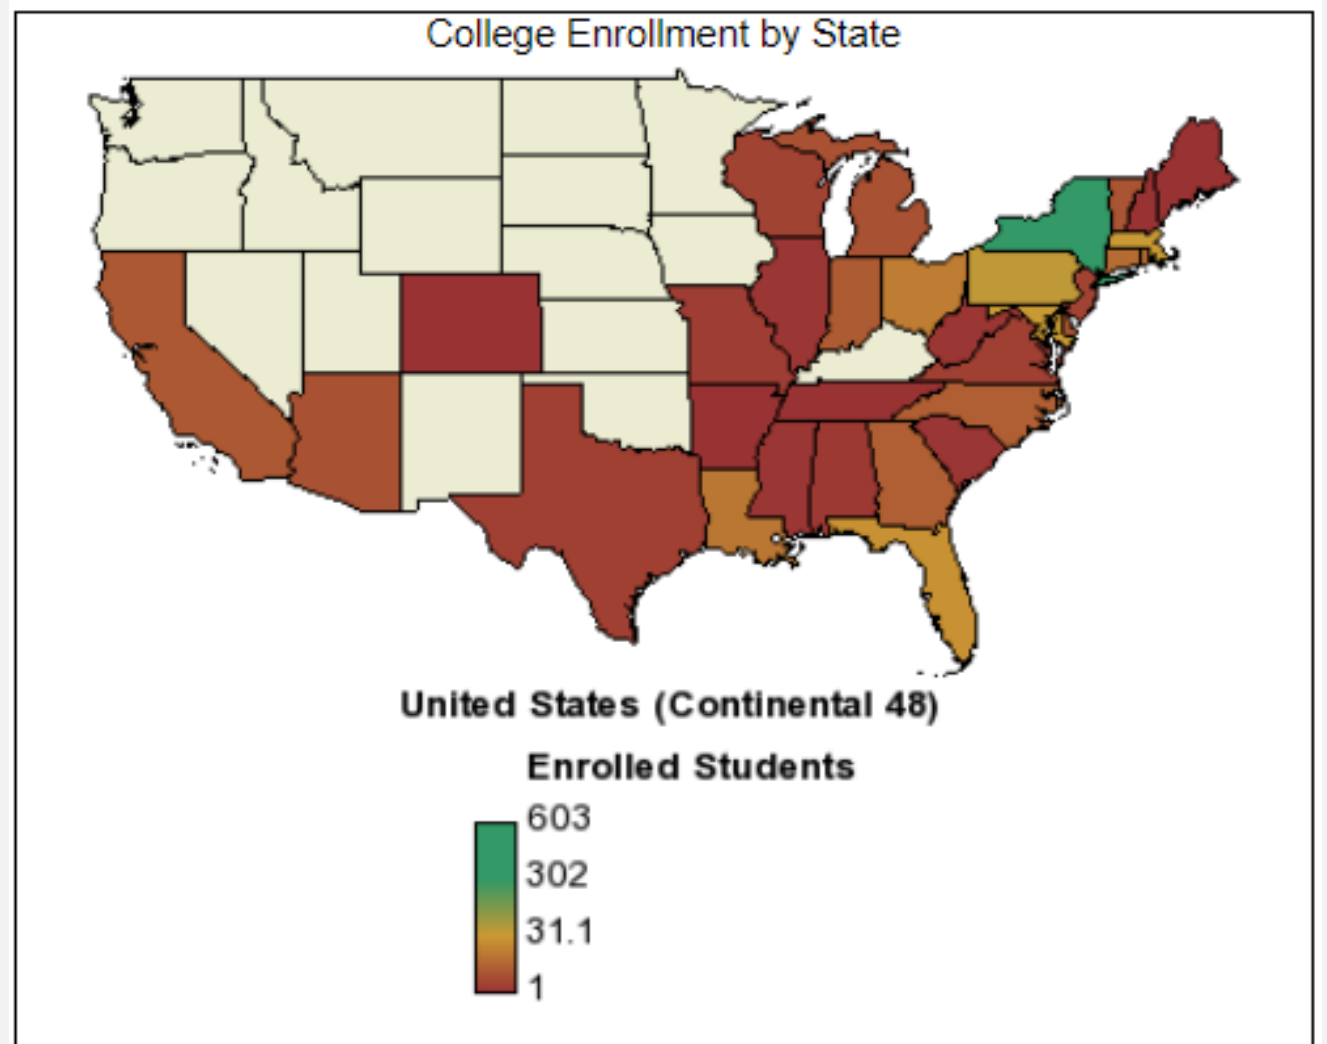 College Enrollment by State
United States (Continental 48)
Enrolled Students
603
302
31.1
1